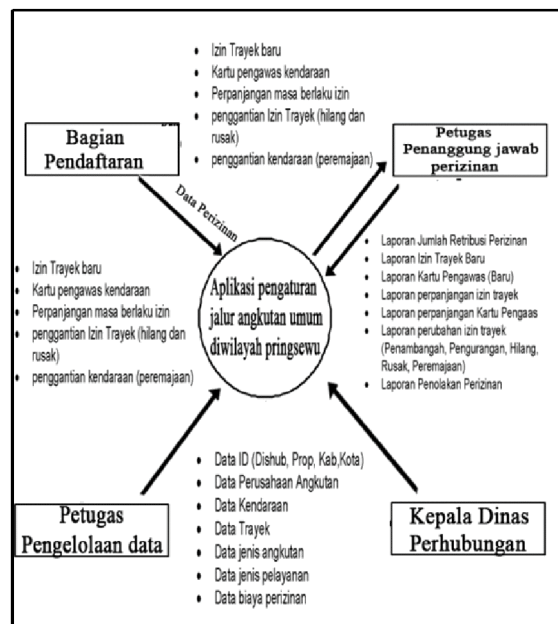 • Izin Trayek baru
• Kartu pengawas kendaraan
• Perpanjangan masa berlaku izin
• penggantian Izin Trayek (hilang dan
rusak)
• penggantian kendaraan (peremajaan)
Bagian
Pendaftaran
Petugas
Penanggung jawab
perizinan
Data Perizinan
• Izin Trayek baru
• Kartu pengawas kendaraan
• Perpanjangan masa berlaku izin
• penggantian Izin Trayek (hilang dan
rusak)
• penggantian kendaraan (peremajaan)
Aplikasi pengaturan
jalur angkutan umum
diwilayah pringsewu
• Laporan Jumlah Retribusi Perizinan
• Laporan Izin Trayek Baru
• Laporan Kartu Pengawas (Baru)
• Laporan perpanjangan izin trayek
• Laporan perpanjangan Kartu Pengaas
• Laporan perubahan izin trayek
(Penambangah, Pengurangan, Hilang,
Rusak, Peremajaan)
• Laporan Penolakan Perizinan
Petugas
Pengelolaan data
• Data ID (Dishub, Prop, Kab,Kota)
• Data Perusahaan Angkutan
• Data Kendaraan
• Data Trayek
• Data jenis angkutan
• Data jenis pelayanan
• Data biaya perizinan
Kepala Dinas
Perhubungan